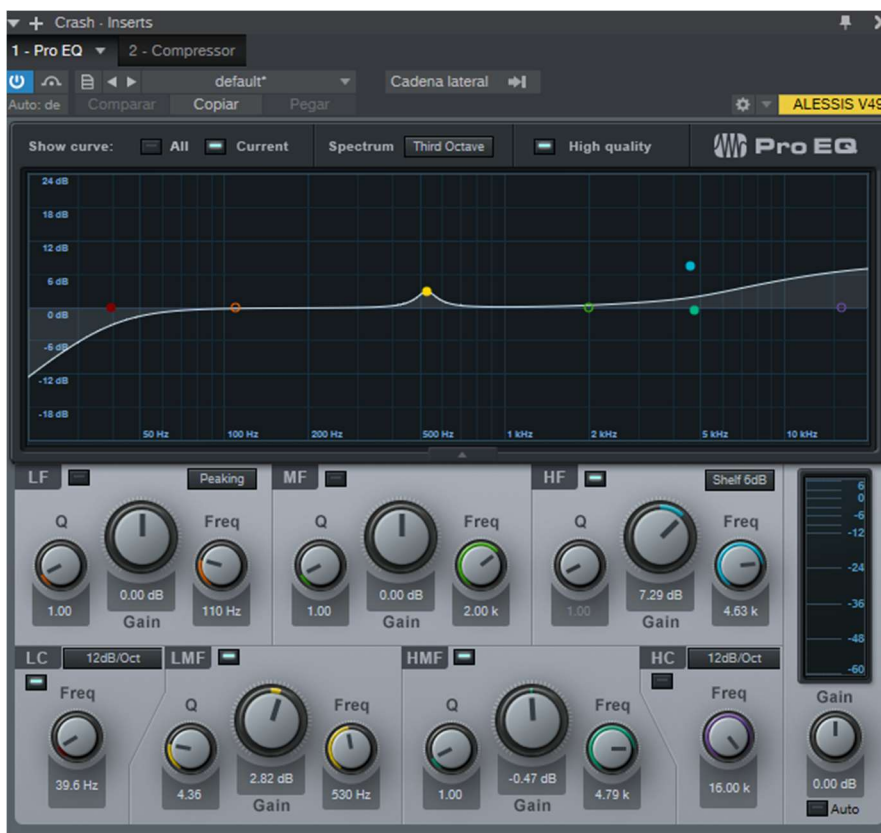 Crash - Inserts
1 - Pro EQ 2 - Compressor
default* Cadena lateral
Auto: de Comparar Copiar Pegar ALESSIS V49
Show curve: All Current Spectrum Third Octave High quality Pro EQ
24 dB
18 dB
12 dB
6 dB
0 dB
-6 dB
-12 dB
-18 dB
50 Hz 100 Hz 200 Hz 500 Hz 1 kHz 2 kHz 5 kHz 10 kHz
LF Peaking MF HF Shelf 6dB
Q Freq Q Freq Q Freq
1.00 0.00 dB 110 Hz 1.00 0.00 dB 2.00 k 1.00 7.29 dB 4.63 k
Gain Gain Gain
6
0
-6
-12
-24
-36
-48
-60
LC 12dB/Oct LMF HMF HC 12dB/Oct
Freq Q Freq Q Freq Freq Gain
39.6 Hz 4.36 2.82 dB 530 Hz 1.00 -0.47 dB 4.79 k 16.00 k 0.00 dB
Gain Gain Auto